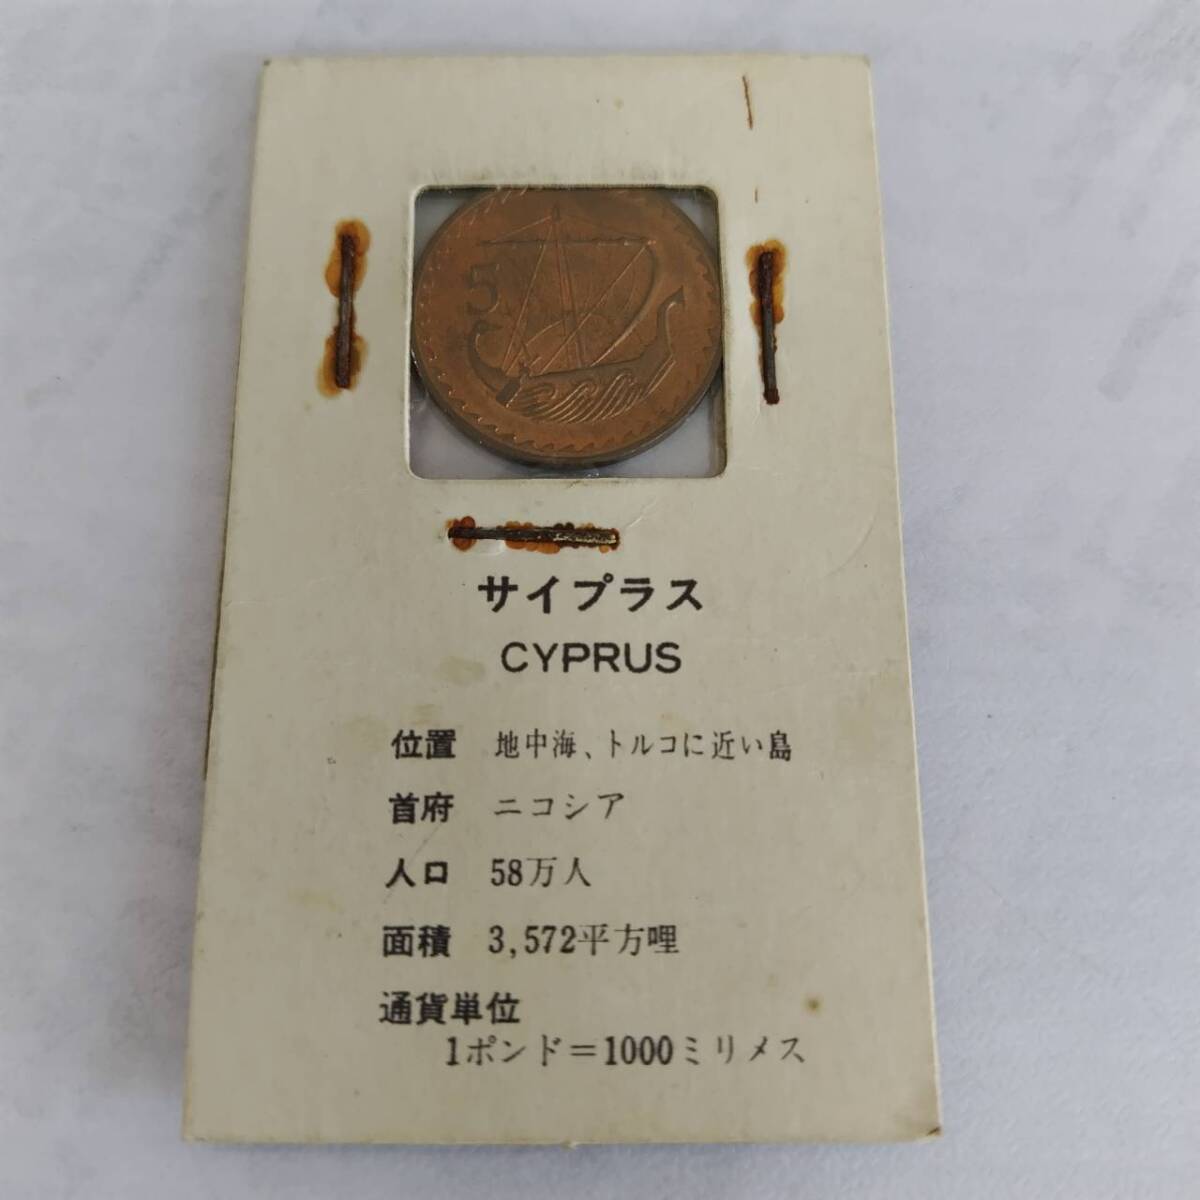 5
サイプラス
CYPRUS
位置 地中海、トルコに近い島
首府 ニコシア
人口 58万人
面積 3,572平方哩
通貨単位
1ポンド＝1000ミリメス